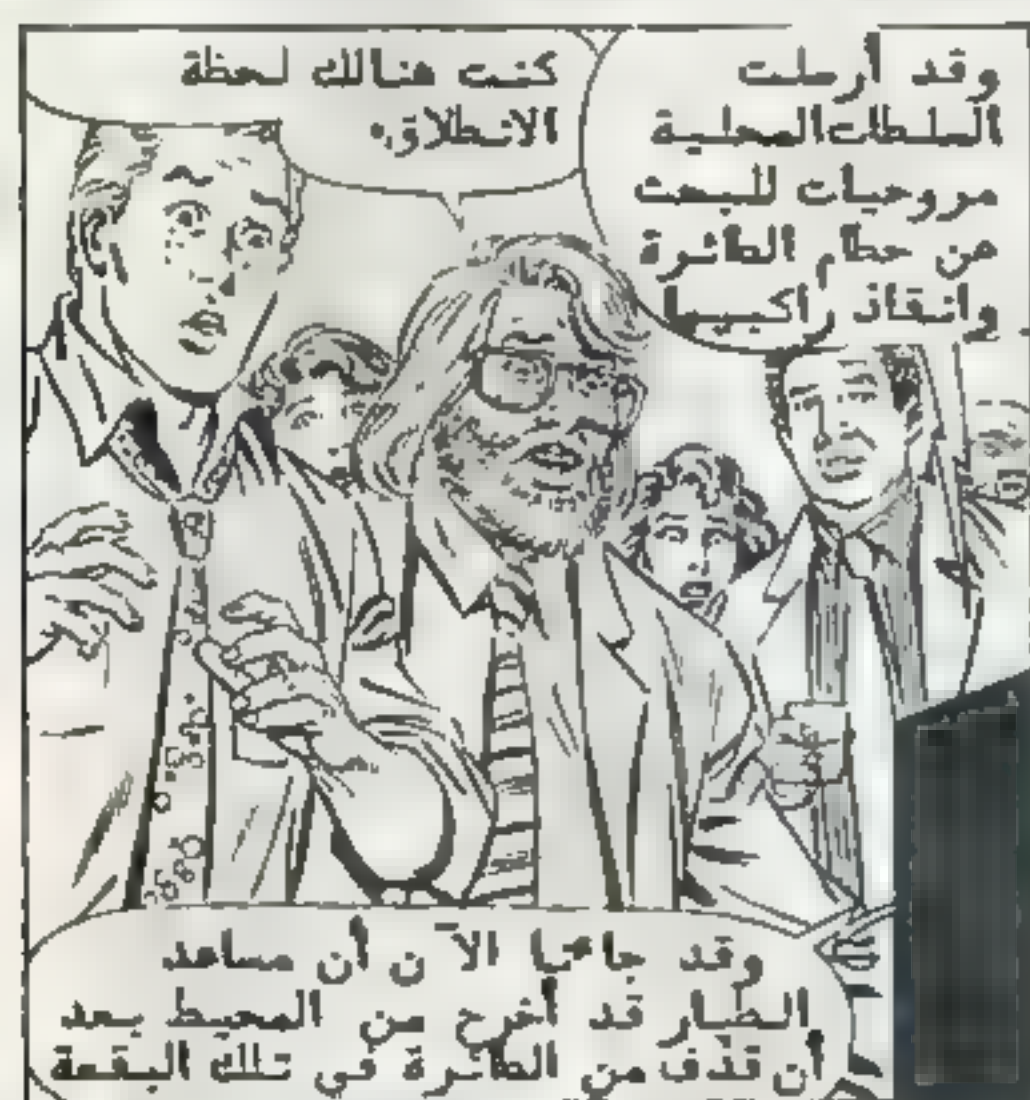 وقد أرسلت
السلطات المحلية
مروحيات للبحث
عن حطام الطائرة
وانقاذ راكبيها
كنت هنالك لحظة
الانطلاق.
وقد جاءنا الآن أن مساعد
الطيار قد أخرج من المحيط بعد
أن قذف من الطائرة في تلك البقعة